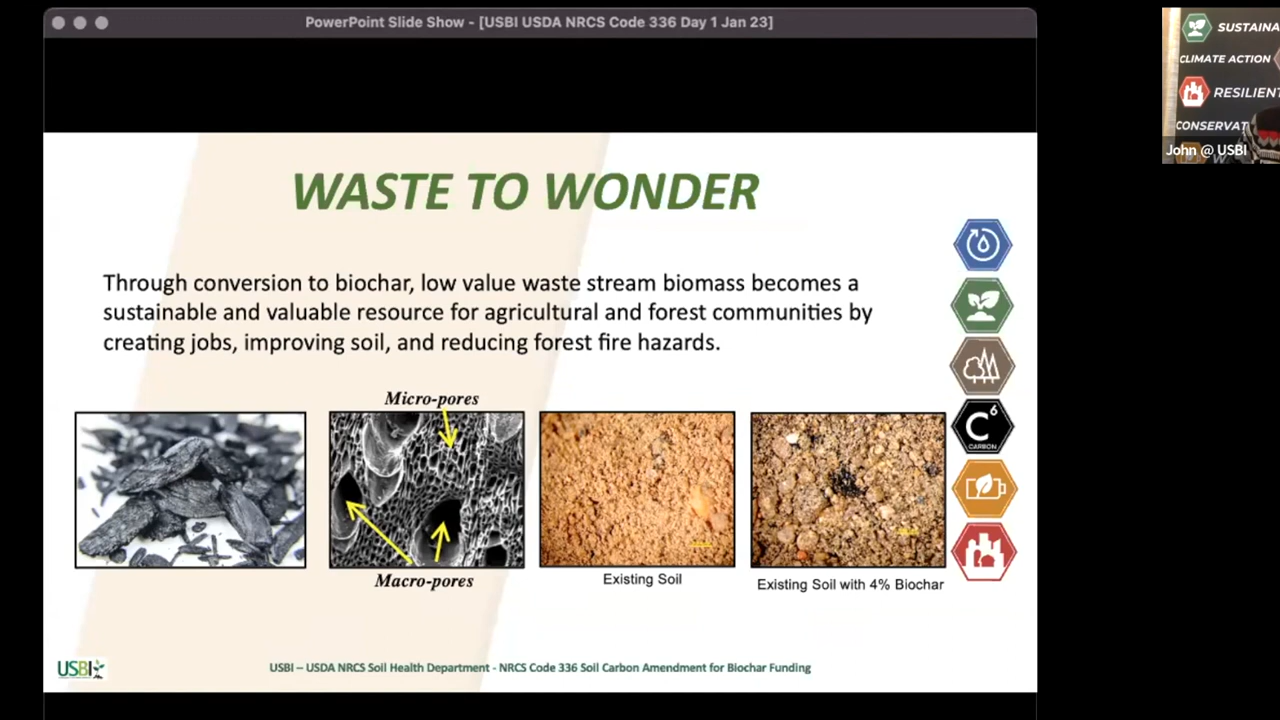 PowerPoint Slide Show - [USBI USDA NRCS Code 336 Day 1 Jan 23]
SUSTAINA
CLIMATE ACTION
RESILIENT
CONSERVAT
John @ USBI
WASTE TO WONDER
Through conversion to biochar, low value waste stream biomass becomes a
sustainable and valuable resource for agricultural and forest communities by
creating jobs, improving soil, and reducing forest fire hazards.
Micro-pores
Macro-pores
Existing Soil
Existing Soil with 4% Biochar
C 6
CARBON
USBI
USBI – USDA NRCS Soil Health Department - NRCS Code 336 Soil Carbon Amendment for Biochar Funding